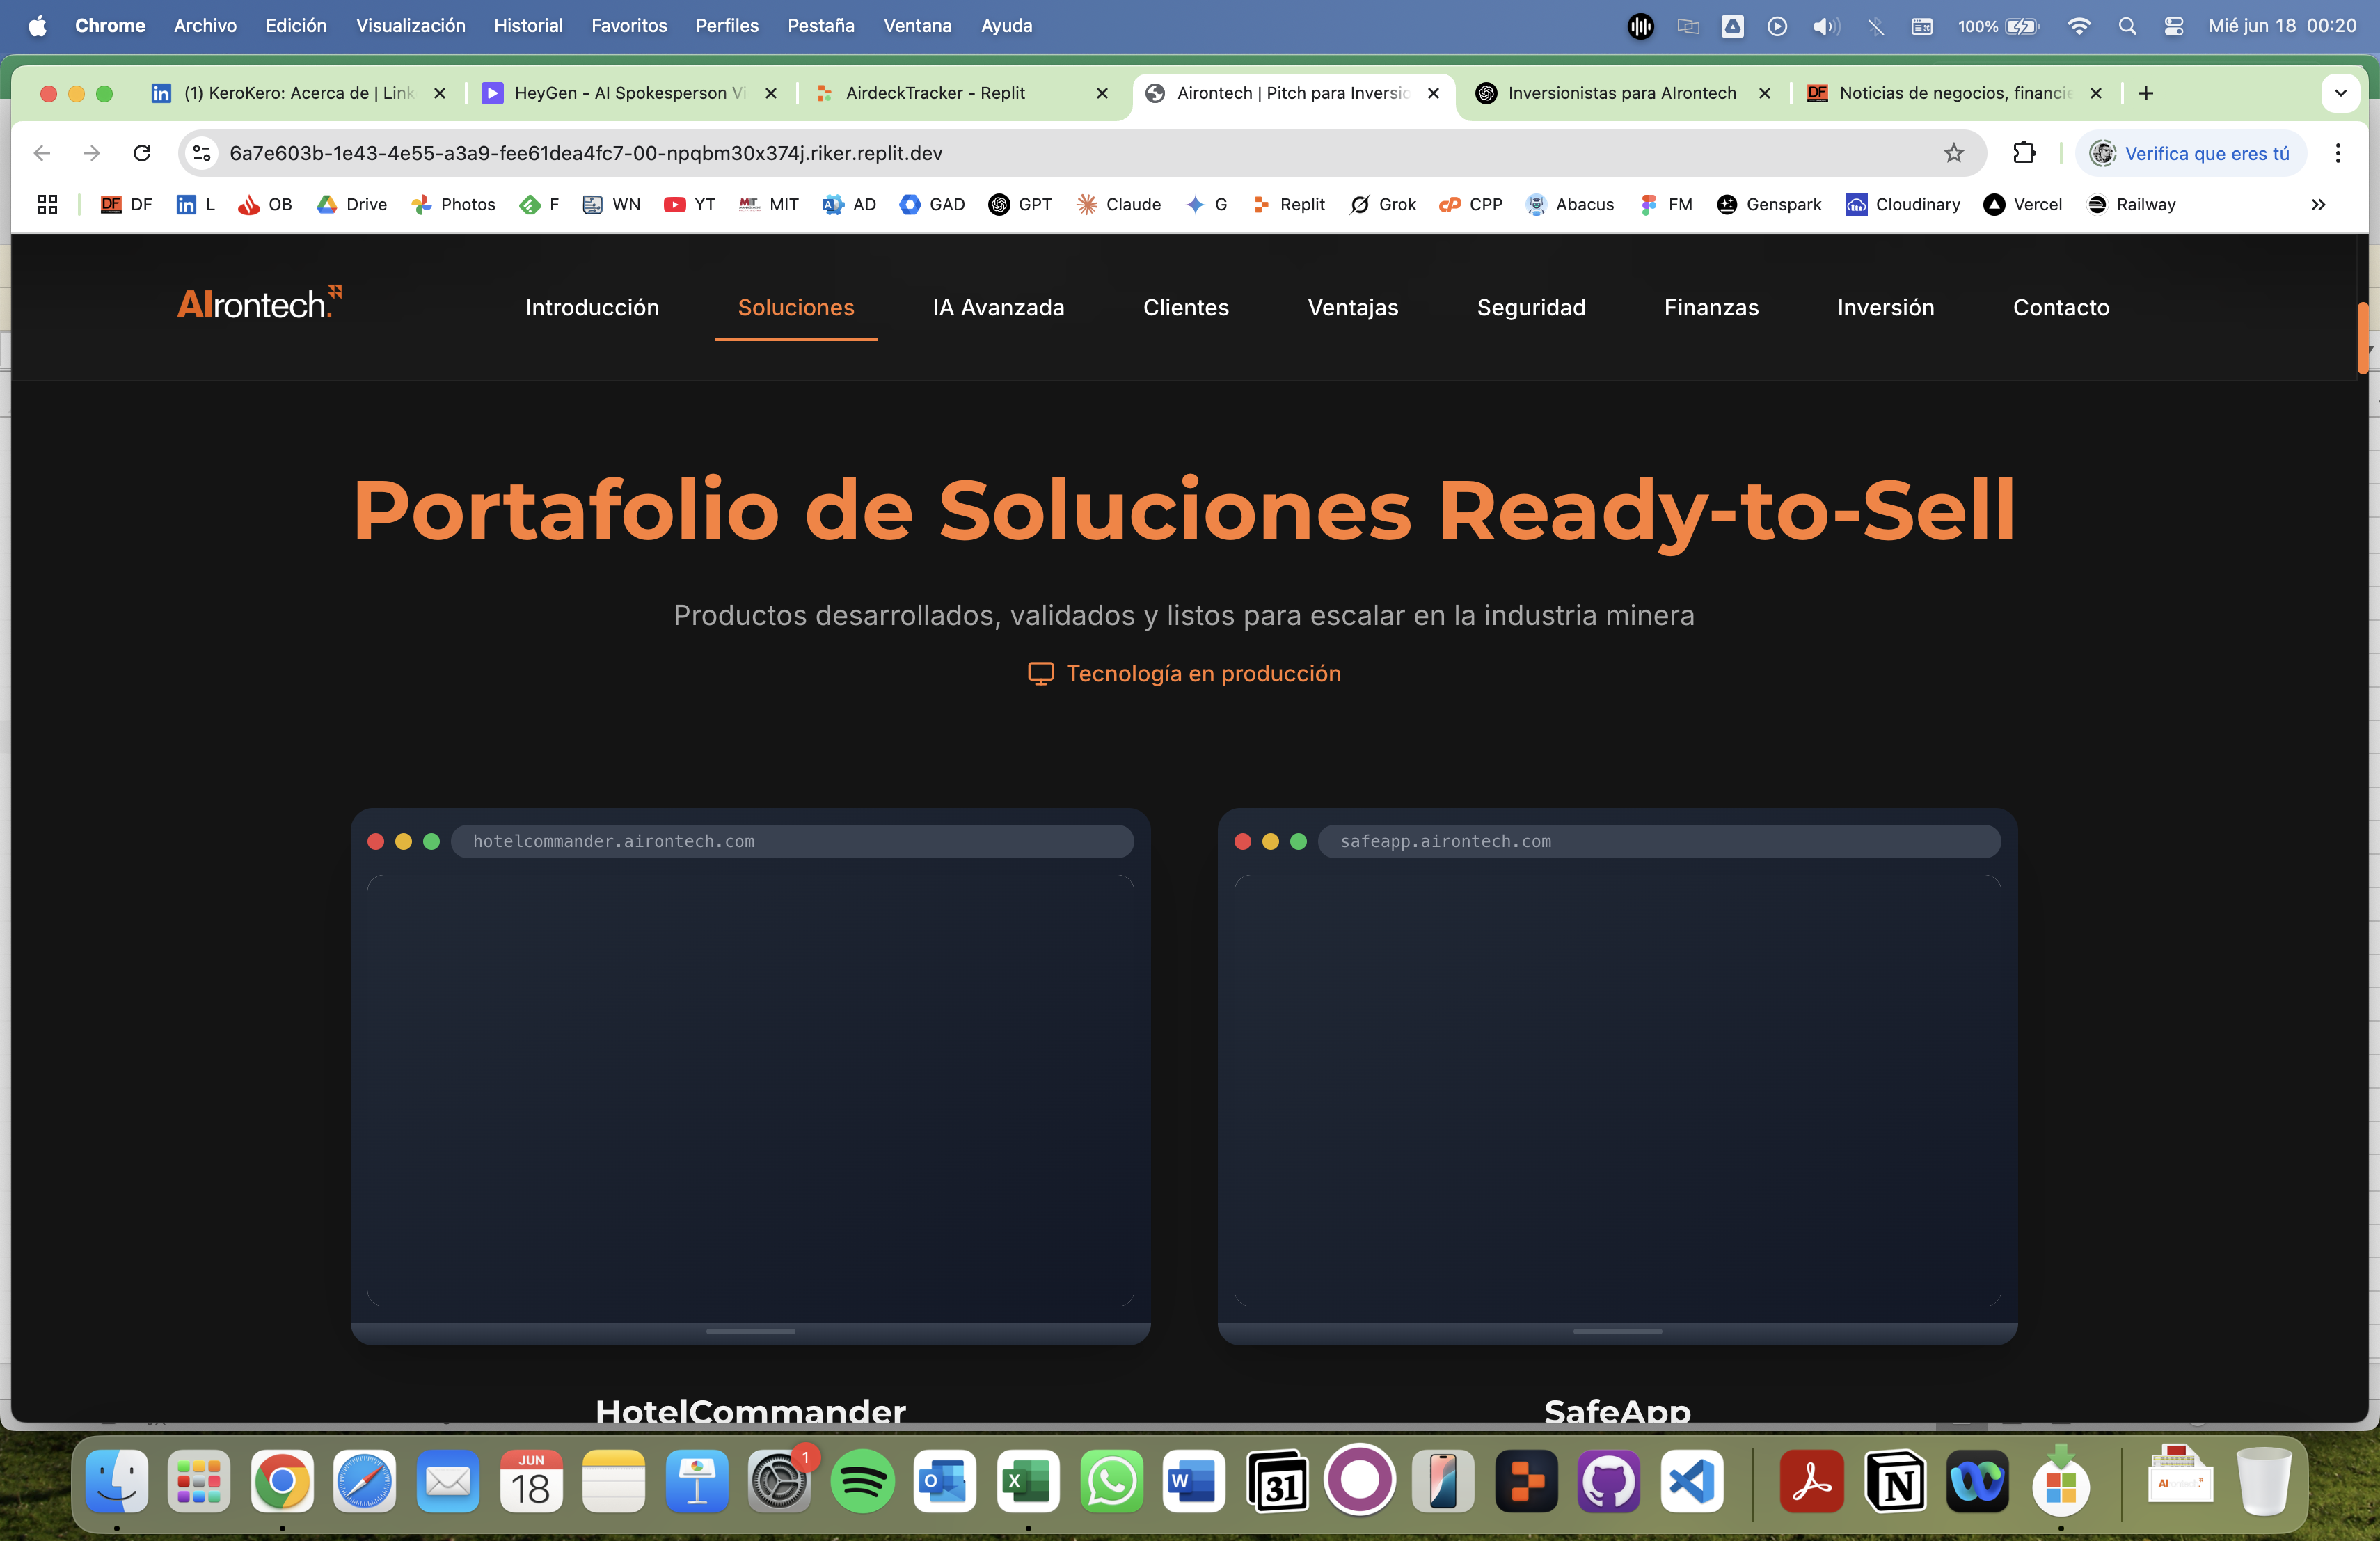 Chrome Archivo Edición Visualización Historial Favoritos Perfiles Pestaña Ventana Ayuda 100% Mié jun 18 00:20
(1) KeroKero: Acerca de | Link HeyGen - AI Spokesperson Vi AirdeckTracker - Replit Airontech | Pitch para Inversio Inversionistas para AIrontech DF Noticias de negocios, financie
6a7e603b-1e43-4e55-a3a9-fee61dea4fc7-00-npqbm30x374j.riker.replit.dev Verifica que eres tú
DF DF in L OB Drive Photos F WN YT MIT MIT AD GAD GPT Claude G Replit Grok CPP Abacus FM Genspark Cloudinary Vercel Railway
AIrontech. Introducción Soluciones IA Avanzada Clientes Ventajas Seguridad Finanzas Inversión Contacto
Portafolio de Soluciones Ready-to-Sell
Productos desarrollados, validados y listos para escalar en la industria minera
Tecnología en producción
hotelcommander.airontech.com safeapp.airontech.com
HotelCommander SafeApp
JUN 18 1 31